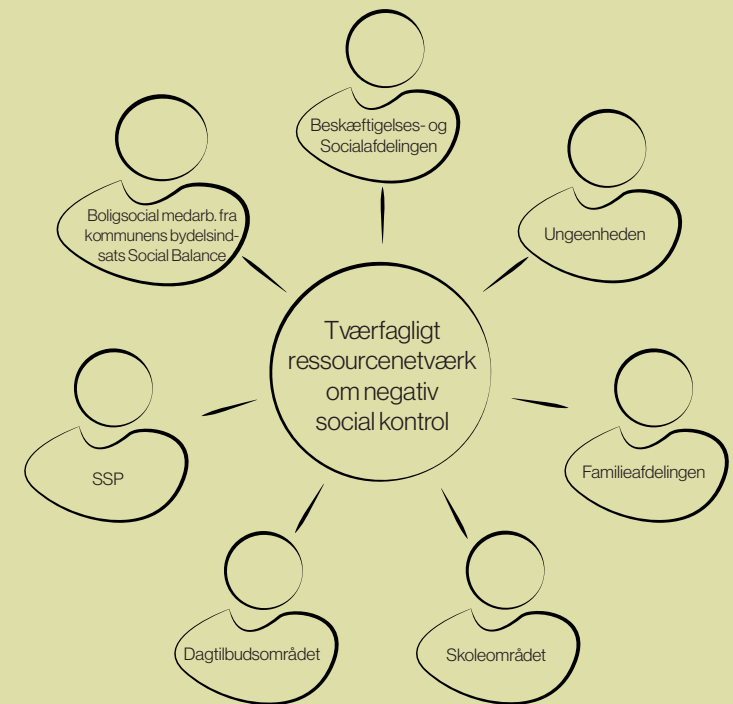 Beskæftigelses- og
Socialafdelingen
Boligsocial medarb. fra
kommunens bydelsind-
sats Social Balance
Ungeenheden
Tværfagligt
ressourcenetværk
om negativ
social kontrol
SSP
Familieafdelingen
Dagtilbudsområdet
Skoleområdet